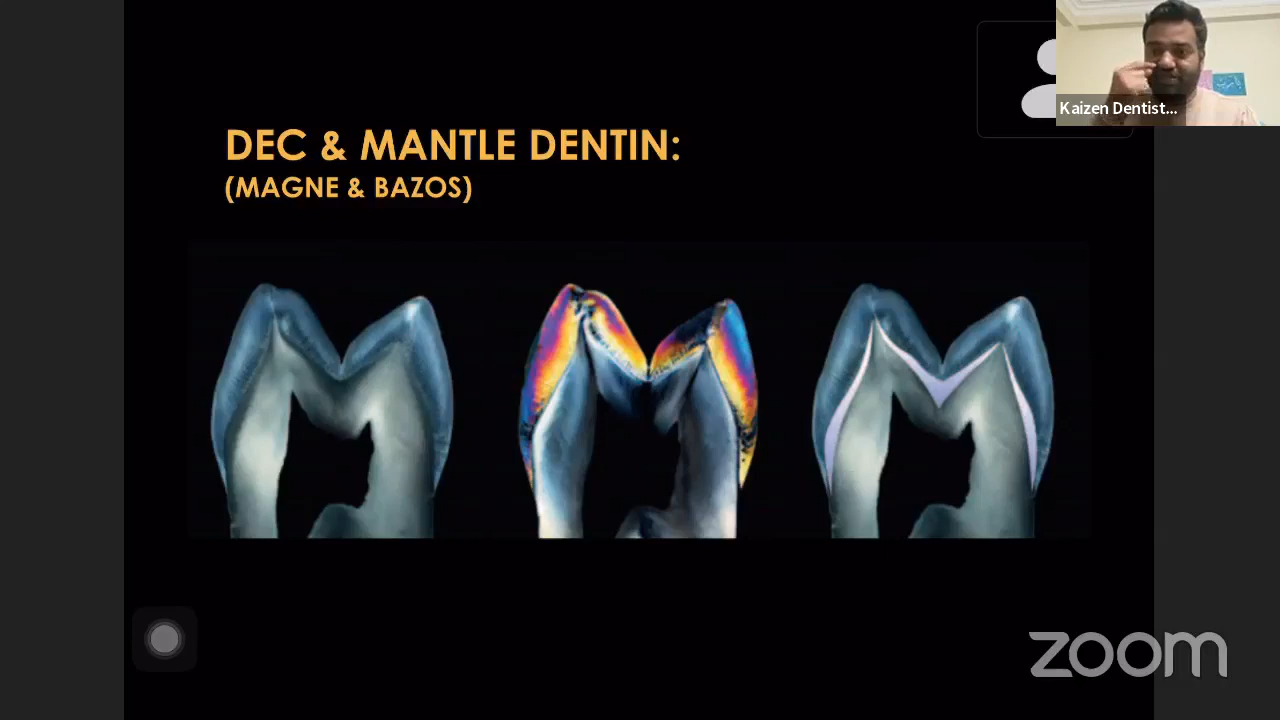 Kaizen Dentist...
DEC & MANTLE DENTIN:
(MAGNE & BAZOS)
zoom